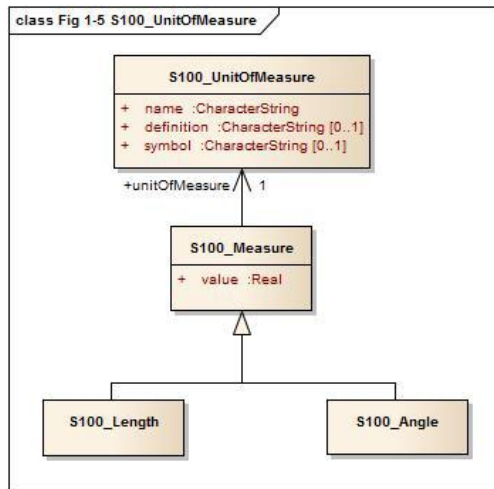 class Fig 1-5 S100_UnitOfMeasure
S100_UnitOfMeasure
+ name :CharacterString
+ definition :CharacterString [0..1]
+ symbol :CharacterString [0..1]
+unitOfMeasure 1
S100_Measure
+ value :Real
S100_Length S100_Angle